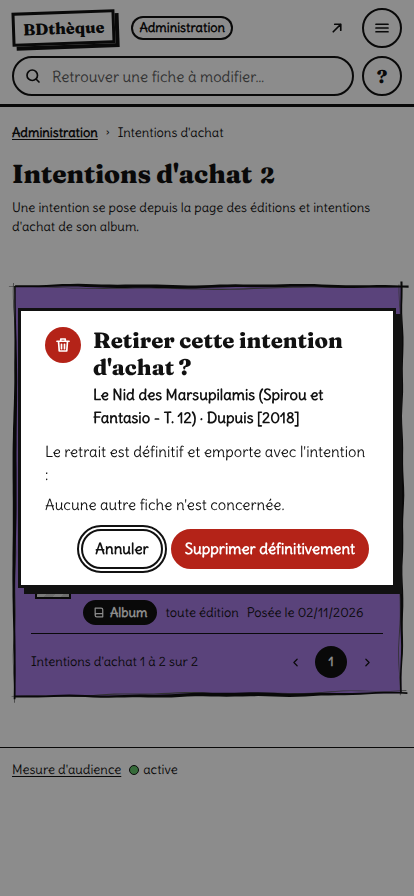 BDthèque
Administration
Retrouver une fiche à modifier...
?
Administration › Intentions d'achat
Intentions d'achat 2
Une intention se pose depuis la page des éditions et intentions
d'achat de son album.
Retirer cette intention
d'achat ?
Le Nid des Marsupilamis (Spirou et
Fantasio - T. 12) · Dupuis [2018]
Le retrait est définitif et emporte avec l'intention
:
Aucune autre fiche n'est concernée.
Annuler
Supprimer définitivement
Album toute édition Posée le 02/11/2026
Intentions d'achat 1 à 2 sur 2
‹ 1 ›
Mesure d'audience active